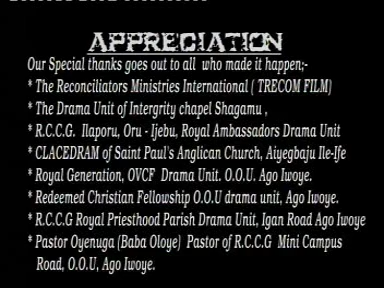 APPRECIATION
Our Special thanks goes out to all who made it happen;-
* The Reconciliators Ministries International ( TRECOM FILM)
* The Drama Unit of Intergrity chapel Shagamu ,
* R.C.C.G. Ilaporu, Oru - Ijebu, Royal Ambassadors Drama Unit
* CLACEDRAM of Saint Paul's Anglican Church, Aiyegbaju Ile-Ife
* Royal Generation, OVCF Drama Unit. O.O.U. Ago Iwoye.
* Redeemed Christian Fellowship O.O.U drama unit, Ago Iwoye.
* R.C.C.G Royal Priesthood Parish Drama Unit, Igan Road Ago Iwoye
* Pastor Oyenuga (Baba Oloye) Pastor of R.C.C.G Mini Campus
Road, O.O.U, Ago Iwoye.